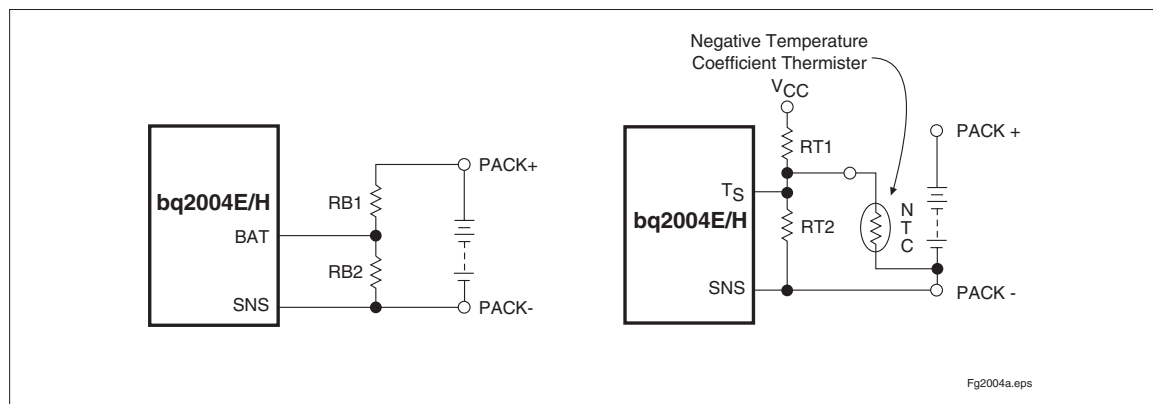 bq2004E/H
BAT
SNS
RB1
RB2
PACK+
PACK-
Negative Temperature
Coefficient Thermister
VCC
RT1
TS
bq2004E/H
RT2
SNS
N
T
C
PACK +
PACK -
Fg2004a.eps